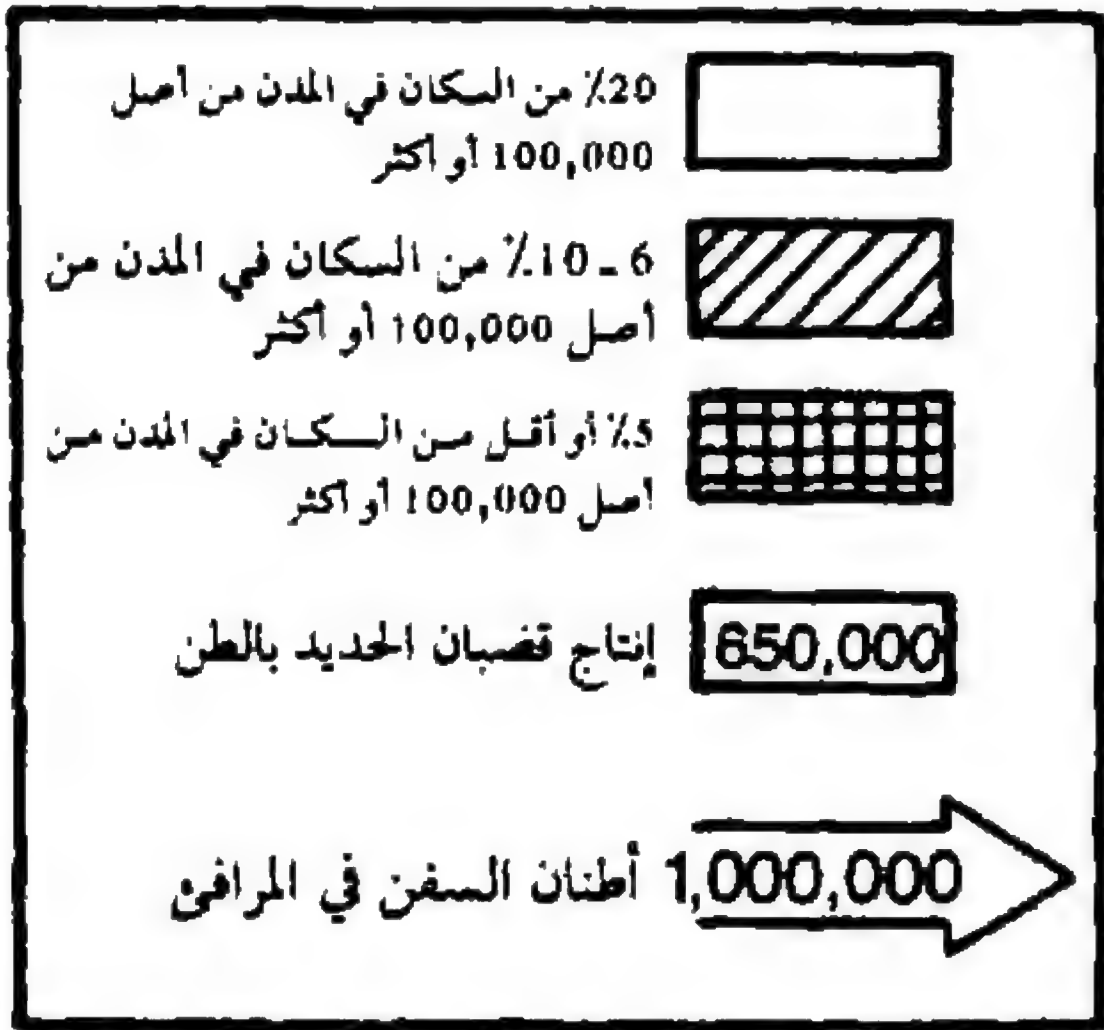 20٪ من السكان في المدن من أصل
100,000 أو أكثر
6 ـ 10٪ من السكان في المدن من
أصل 100,000 أو أكثر
5٪ أو أقل من السكان في المدن من
أصل 100,000 أو أكثر
650,000 إنتاج قضبان الحديد بالطن
1,000,000 أطنان السفن في المرافئ